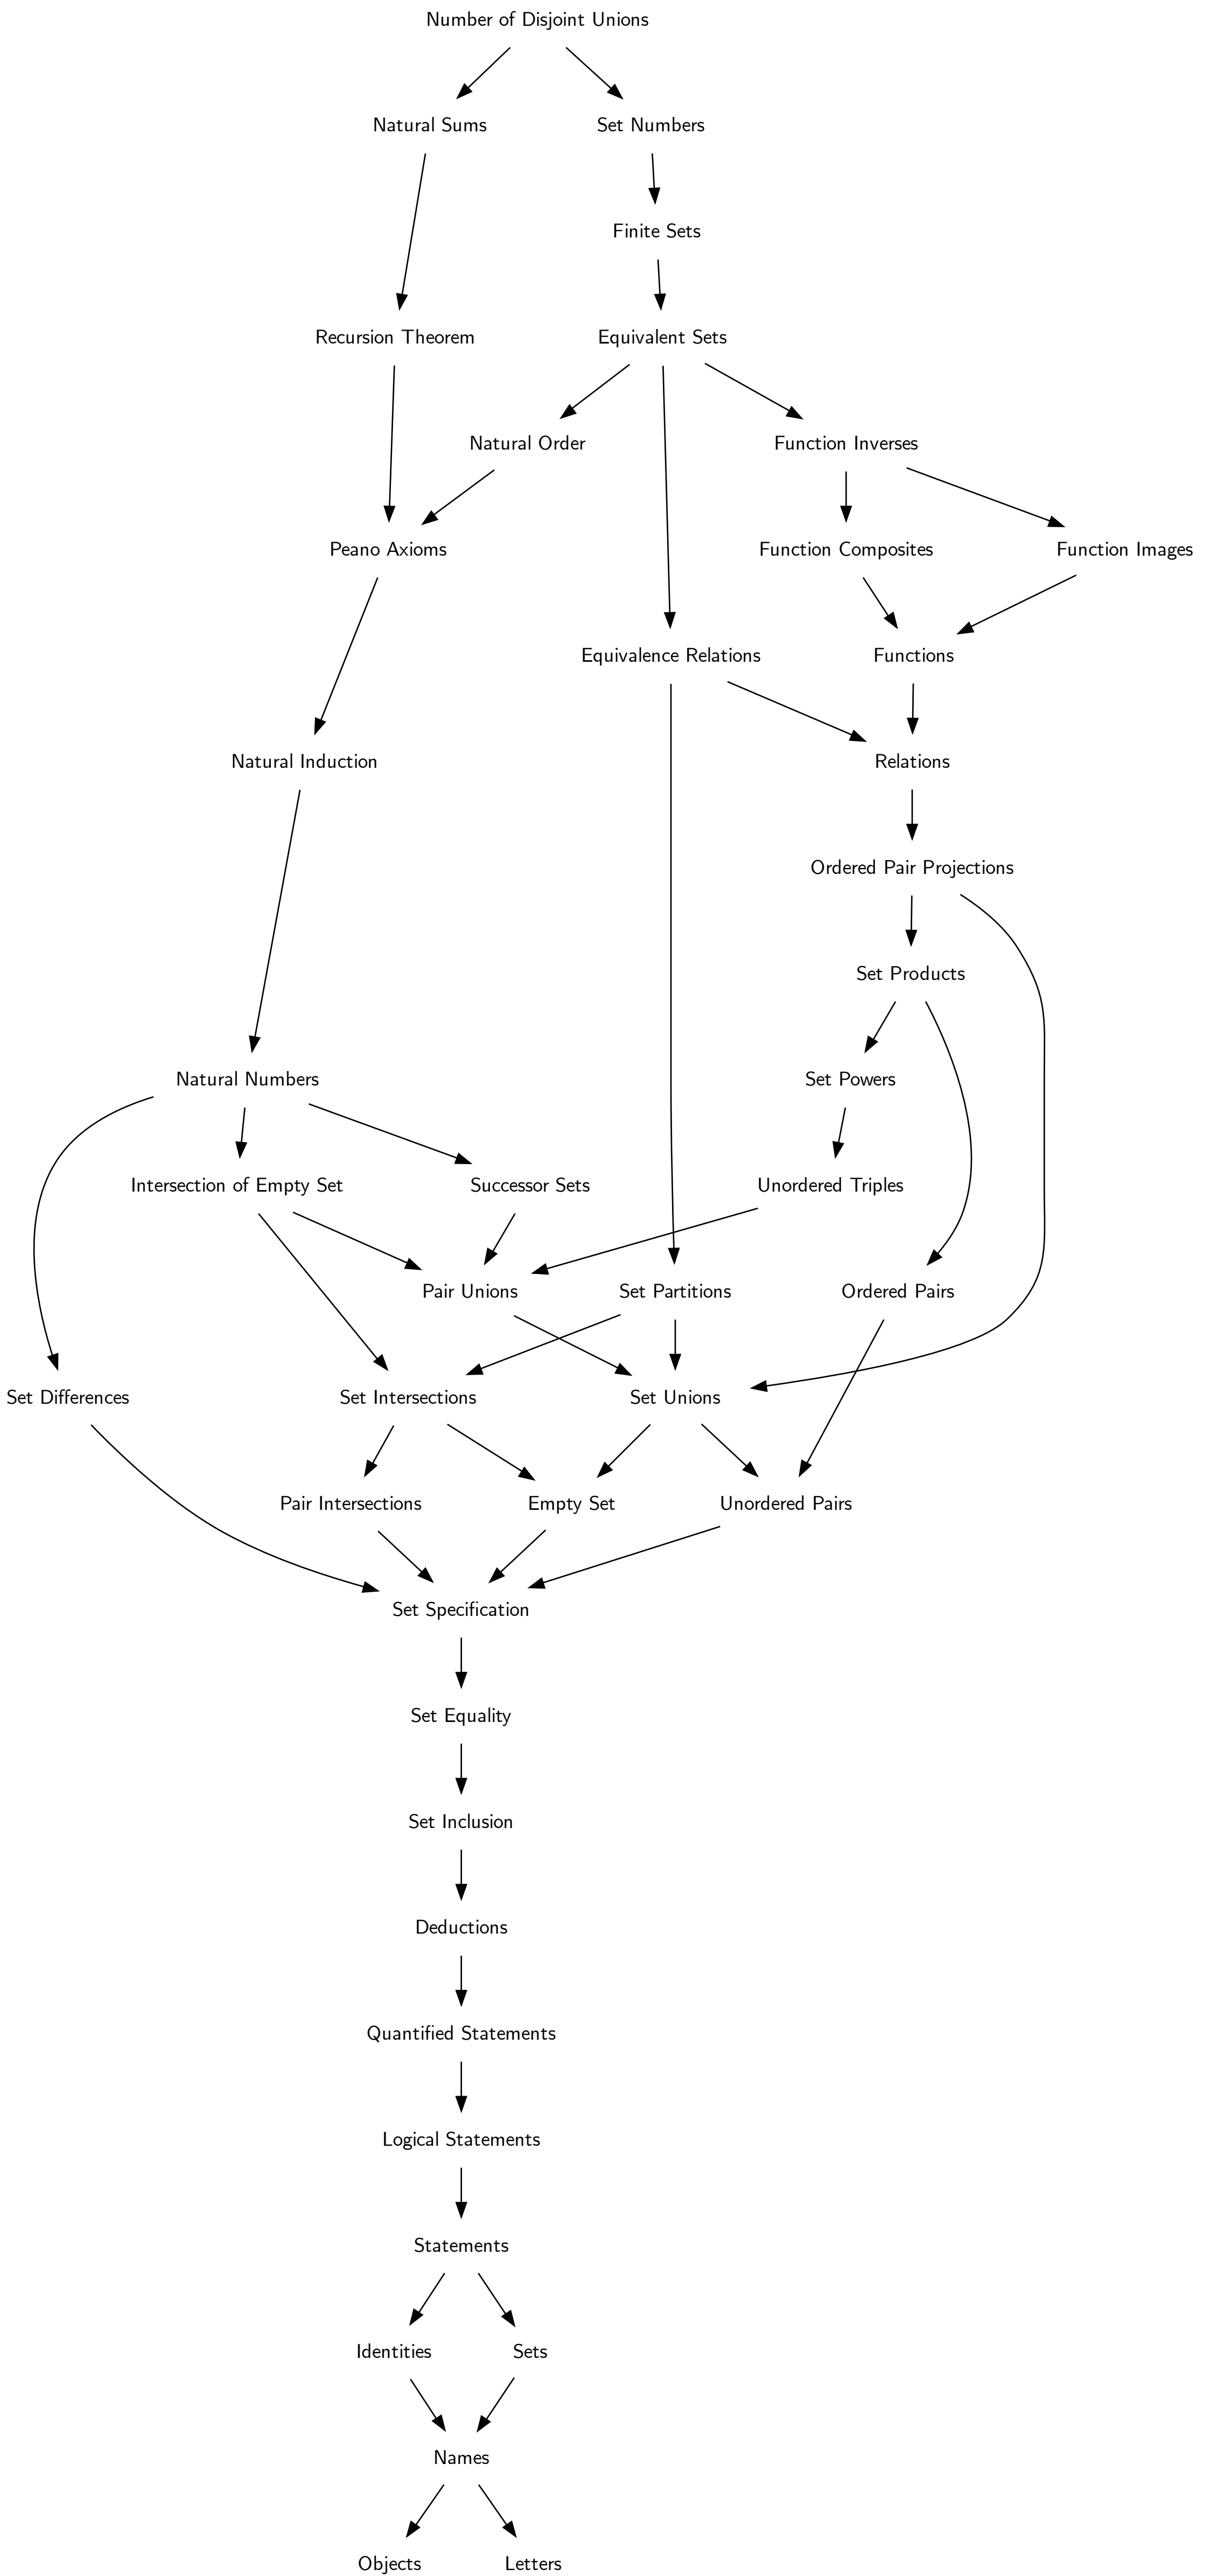 Number of Disjoint Unions
Natural Sums
Set Numbers
Finite Sets
Recursion Theorem
Equivalent Sets
Natural Order
Function Inverses
Peano Axioms
Function Composites
Function Images
Equivalence Relations
Functions
Natural Induction
Relations
Ordered Pair Projections
Set Products
Natural Numbers
Set Powers
Intersection of Empty Set
Successor Sets
Unordered Triples
Pair Unions
Set Partitions
Ordered Pairs
Set Differences
Set Intersections
Set Unions
Pair Intersections
Empty Set
Unordered Pairs
Set Specification
Set Equality
Set Inclusion
Deductions
Quantified Statements
Logical Statements
Statements
Identities
Sets
Names
Objects
Letters